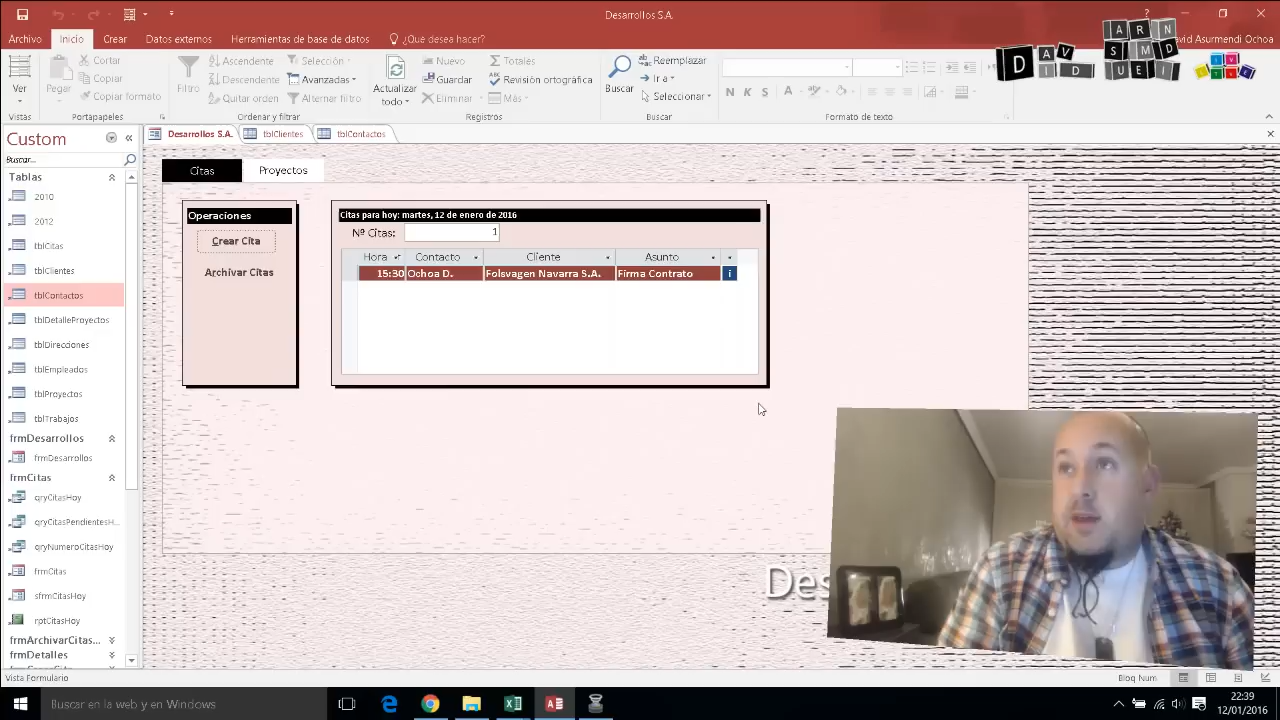 Desarrollos S.A.
?
Archivo Inicio Crear Datos externos Herramientas de base de datos ¿Qué desea hacer?
David Asurmendi Ochoa
DAVID
Ver
Pegar
Cortar
Copiar
Copiar formato
Filtro
Ascendente
Descendente
Quitar orden
Selección
Avanzadas
Alternar filtro
Actualizar
todo
Nuevo
Guardar
Eliminar
Totales
Revisión ortográfica
Más
Buscar
Reemplazar
Ir a
Seleccionar
N K S A
Vistas Portapapeles Ordenar y filtrar Registros Buscar Formato de texto
Custom
Buscar...
Tablas
2010
2012
tblCitas
tblClientes
tblContactos
tblDetalleProyectos
tblDirecciones
tblEmpleados
tblProyectos
tblTrabajos
frmDesarrollos
frmDesarrollos
frmCitas
qryCitasHoy
qryCitasPendientesH...
qryNumeroCitasHoy
frmCitas
sfrmCitasHoy
rptCitasHoy
frmArchivarCitas...
frmDetalles
Desarrollos S.A. tblClientes tblContactos
Citas Proyectos
Operaciones
Crear Cita
Archivar Citas
Citas para hoy: martes, 12 de enero de 2016
Nº Citas: 1
Hora Contacto Cliente Asunto
15:30 Ochoa D. Folsvagen Navarra S.A. Firma Contrato i
Vista Formulario
Bloq Num
Buscar en la web y en Windows
22:39
12/01/2016